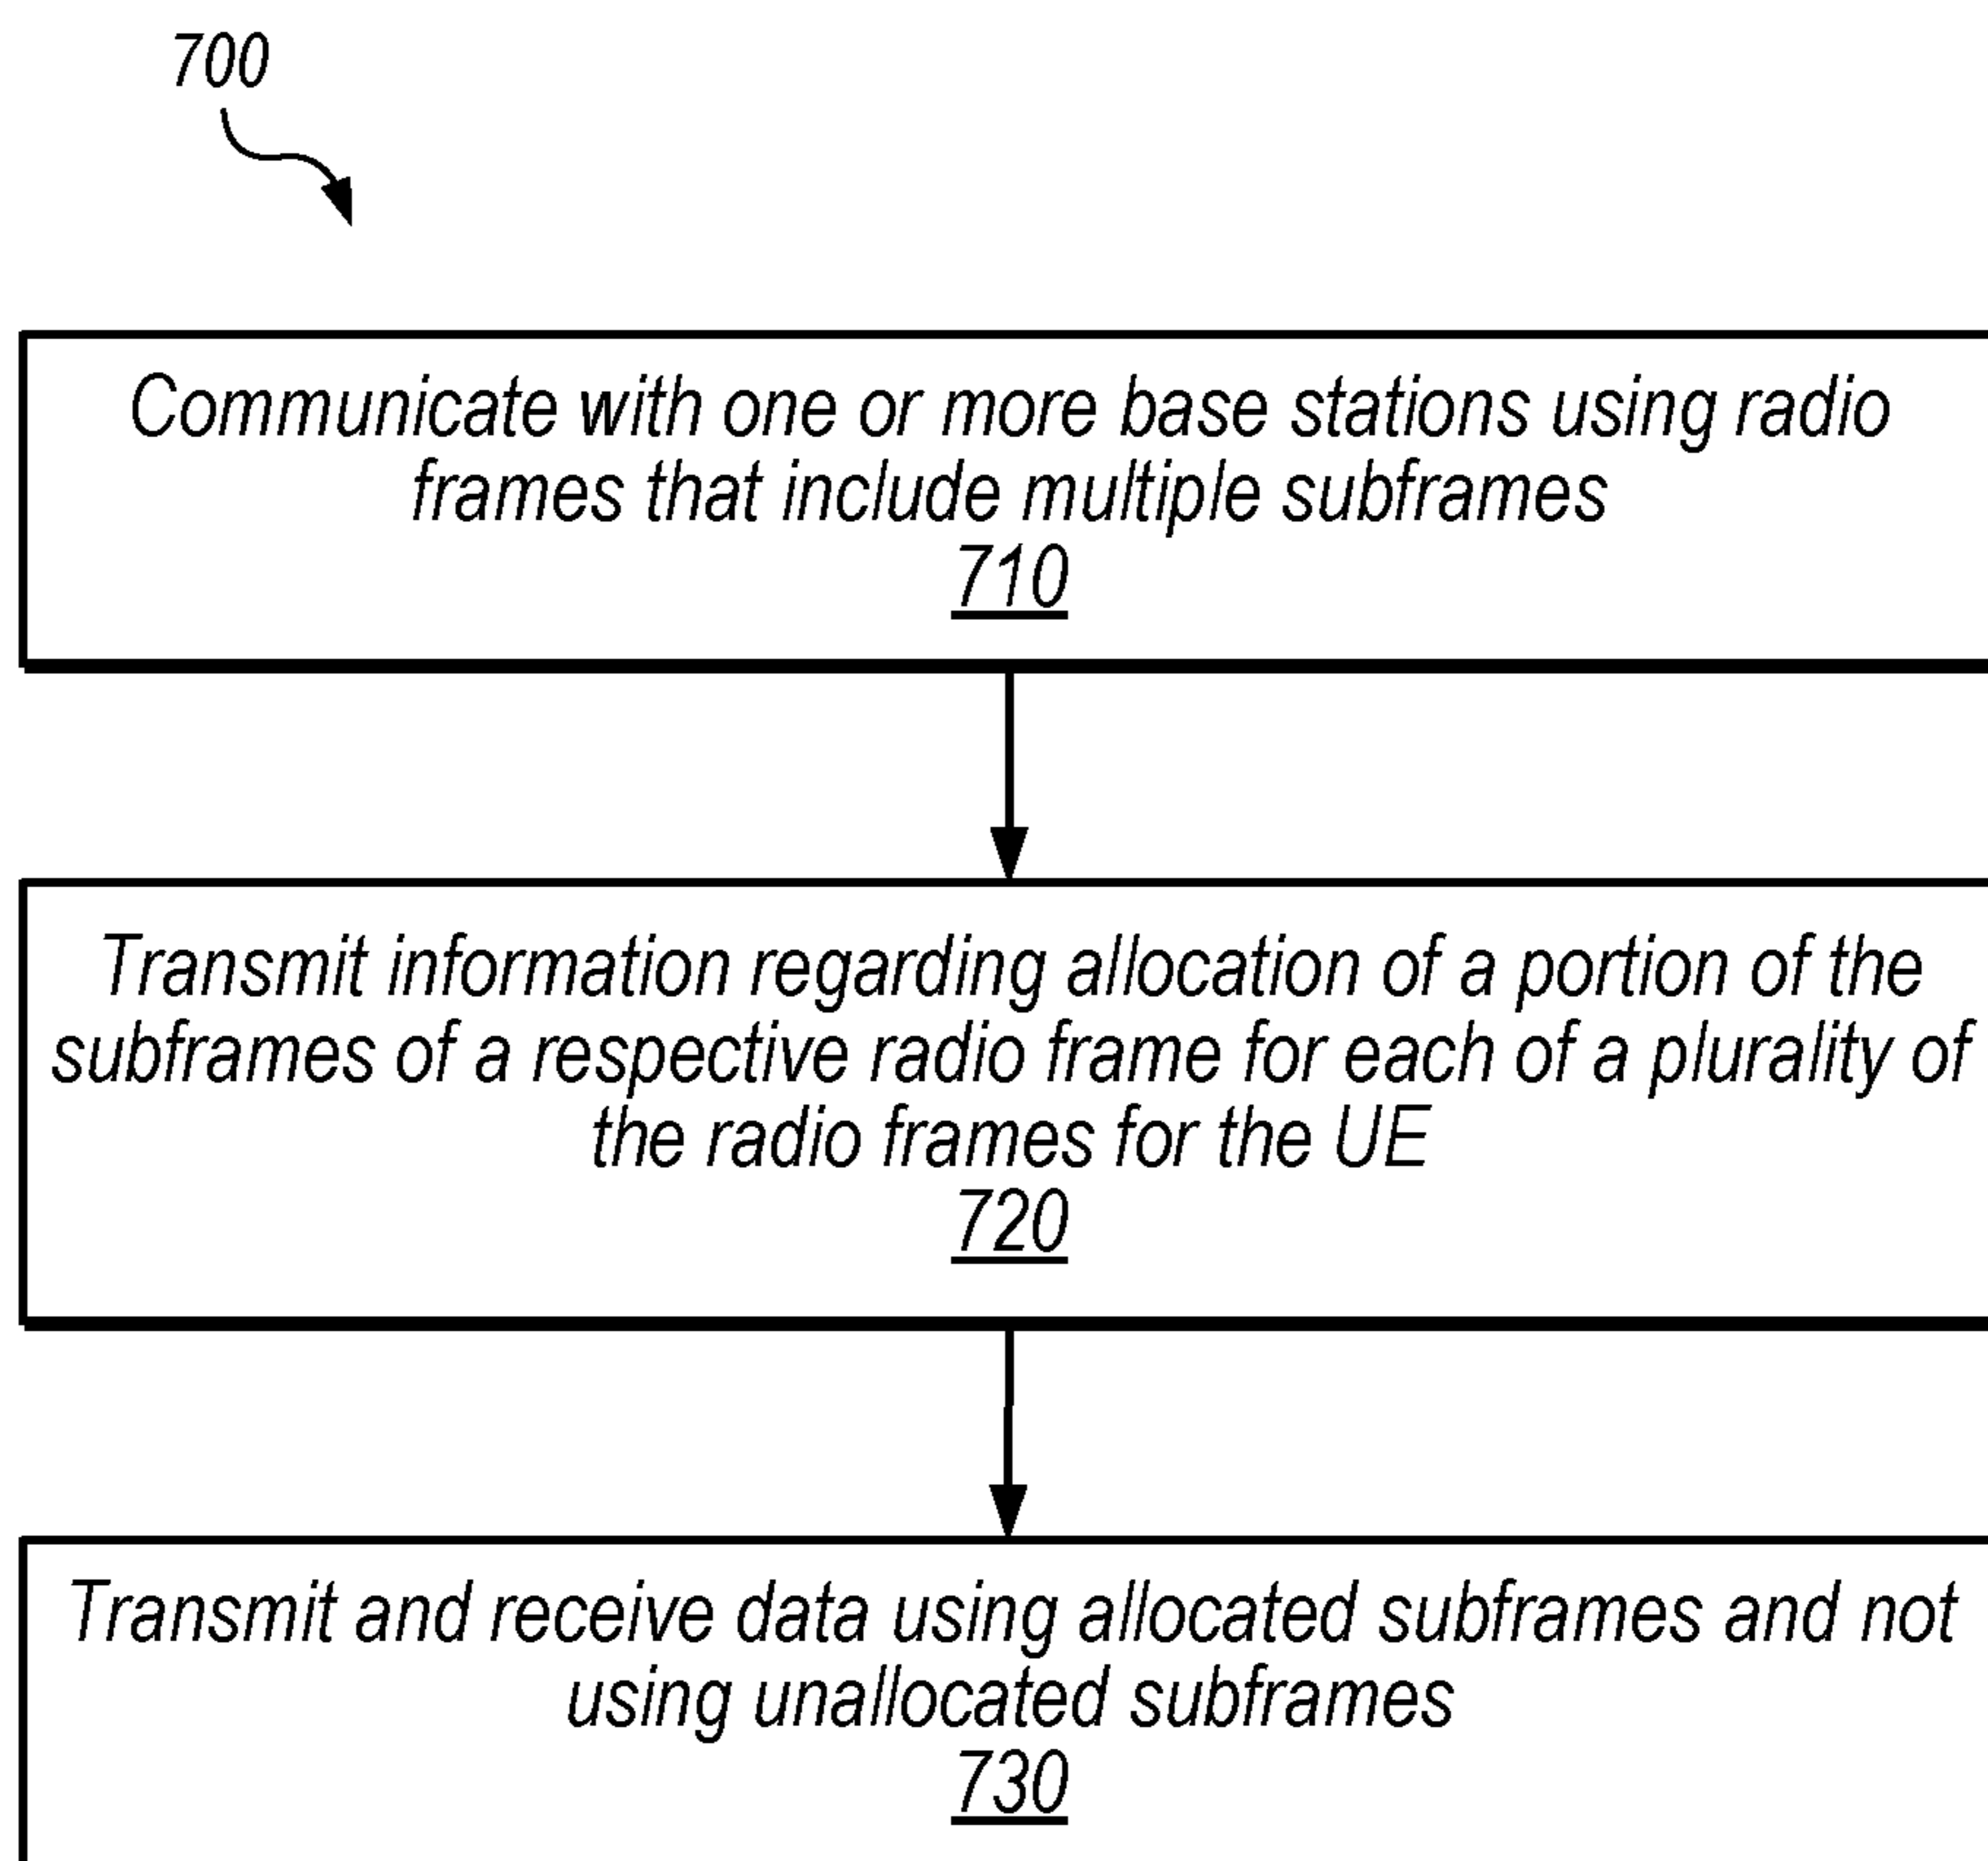 700
Communicate with one or more base stations using radio
frames that include multiple subframes
710
Transmit information regarding allocation of a portion of the
subframes of a respective radio frame for each of a plurality of
the radio frames for the UE
720
Transmit and receive data using allocated subframes and not
using unallocated subframes
730